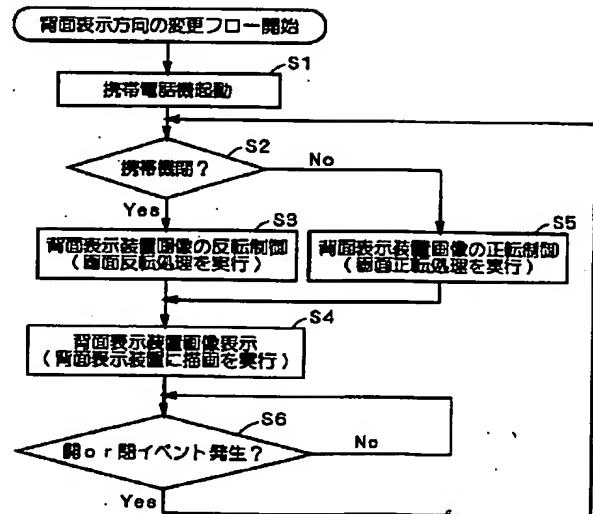 背面表示方向の変更フロー開始
S1
携帯電話機起動
S2
携帯機閉?
No
Yes
S3
背面表示装置画像の反転制御
(画面反転処理を実行)
S5
背面表示装置画像の正転制御
(画面正転処理を実行)
S4
背面表示装置画像表示
(背面表示装置に描画を実行)
S6
開or閉イベント発生?
No
Yes